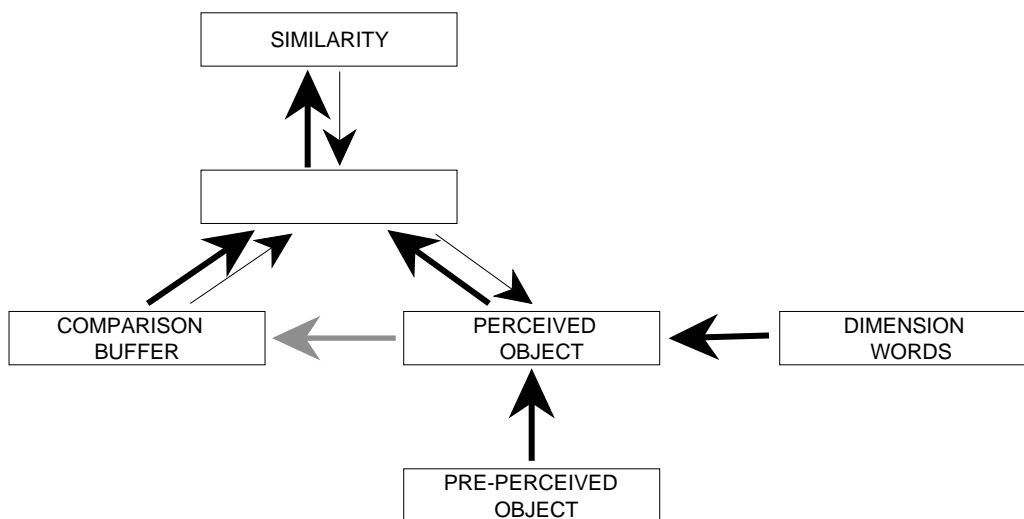 SIMILARITY
COMPARISON
BUFFER
PERCEIVED
OBJECT
DIMENSION
WORDS
PRE-PERCEIVED
OBJECT